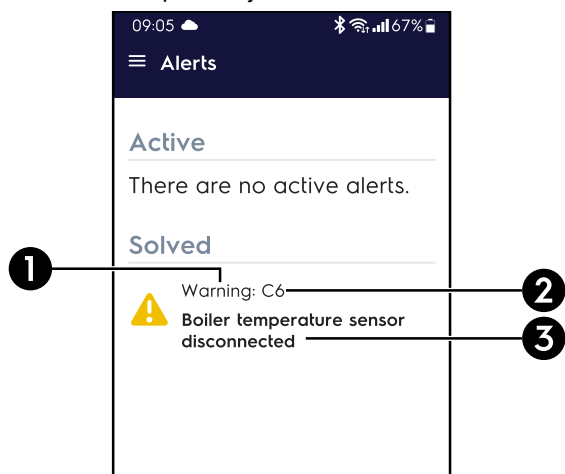 09:05 67%
Alerts
Active
There are no active alerts.
Solved
1
Warning: C6
2
Boiler temperature sensor
disconnected
3